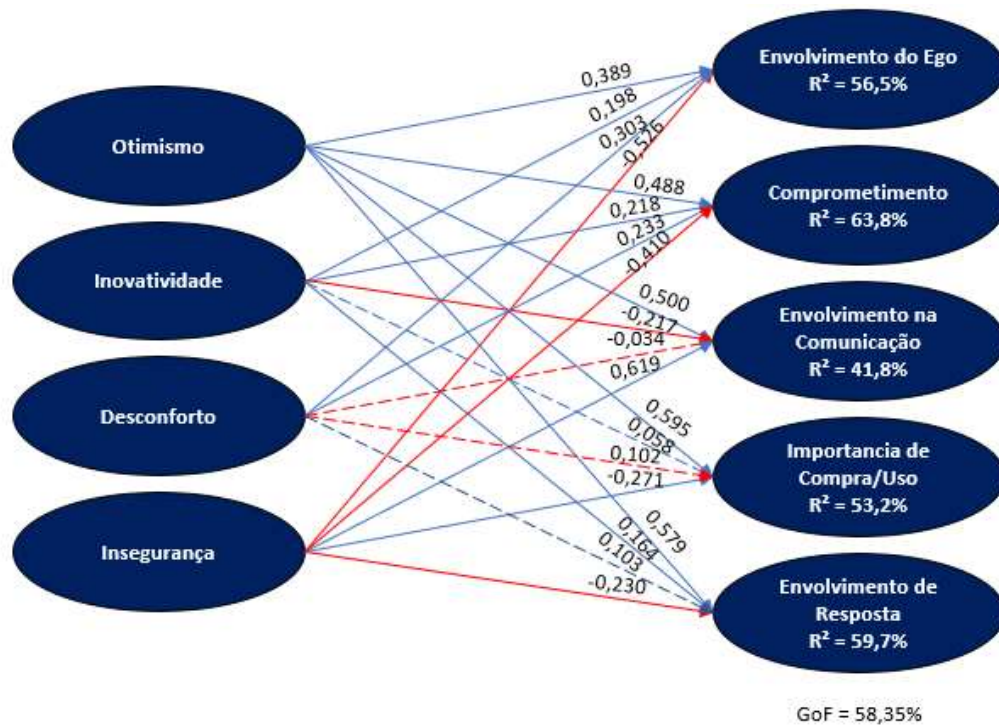 Otimismo
Inovatividade
Desconforto
Insegurança
0,389
0,198
0,303
-0,526
0,488
0,218
0,233
-0,410
0,500
-0,217
-0,034
0,619
0,595
0,058
0,102
-0,271
0,579
0,164
0,103
-0,230
Envolvimento do Ego
R² = 56,5%
Comprometimento
R² = 63,8%
Envolvimento na
Comunicação
R² = 41,8%
Importancia de
Compra/Uso
R² = 53,2%
Envolvimento de
Resposta
R² = 59,7%
GoF = 58,35%